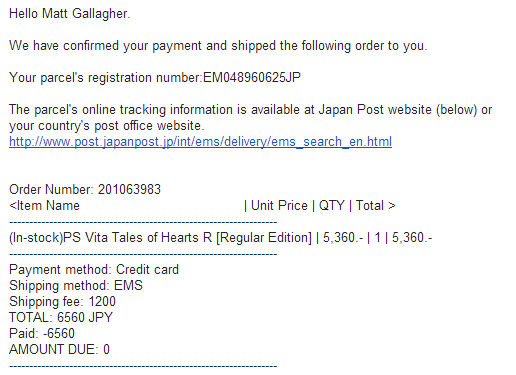 Hello Matt Gallagher.
We have confirmed your payment and shipped the following order to you.
Your parcel's registration number:EM048960625JP
The parcel's online tracking information is available at Japan Post website (below) or
your country's post office website.
http://www.post.japanpost.jp/int/ems/delivery/ems_search_en.html
Order Number: 201063983
<Item Name | Unit Price | QTY | Total >
-------------------------------------------------------------------
(In-stock)PS Vita Tales of Hearts R [Regular Edition] | 5,360.- | 1 | 5,360.-
-------------------------------------------------------------------
Payment method: Credit card
Shipping method: EMS
Shipping fee: 1200
TOTAL: 6560 JPY
Paid: -6560
AMOUNT DUE: 0
-------------------------------------------------------------------